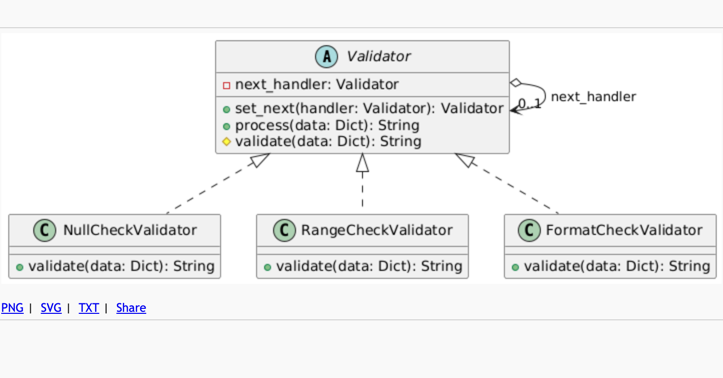 A Validator
next_handler: Validator
set_next(handler: Validator): Validator
process(data: Dict): String
validate(data: Dict): String
0..1 next_handler
C NullCheckValidator
validate(data: Dict): String
C RangeCheckValidator
validate(data: Dict): String
C FormatCheckValidator
validate(data: Dict): String
PNG | SVG | TXT | Share